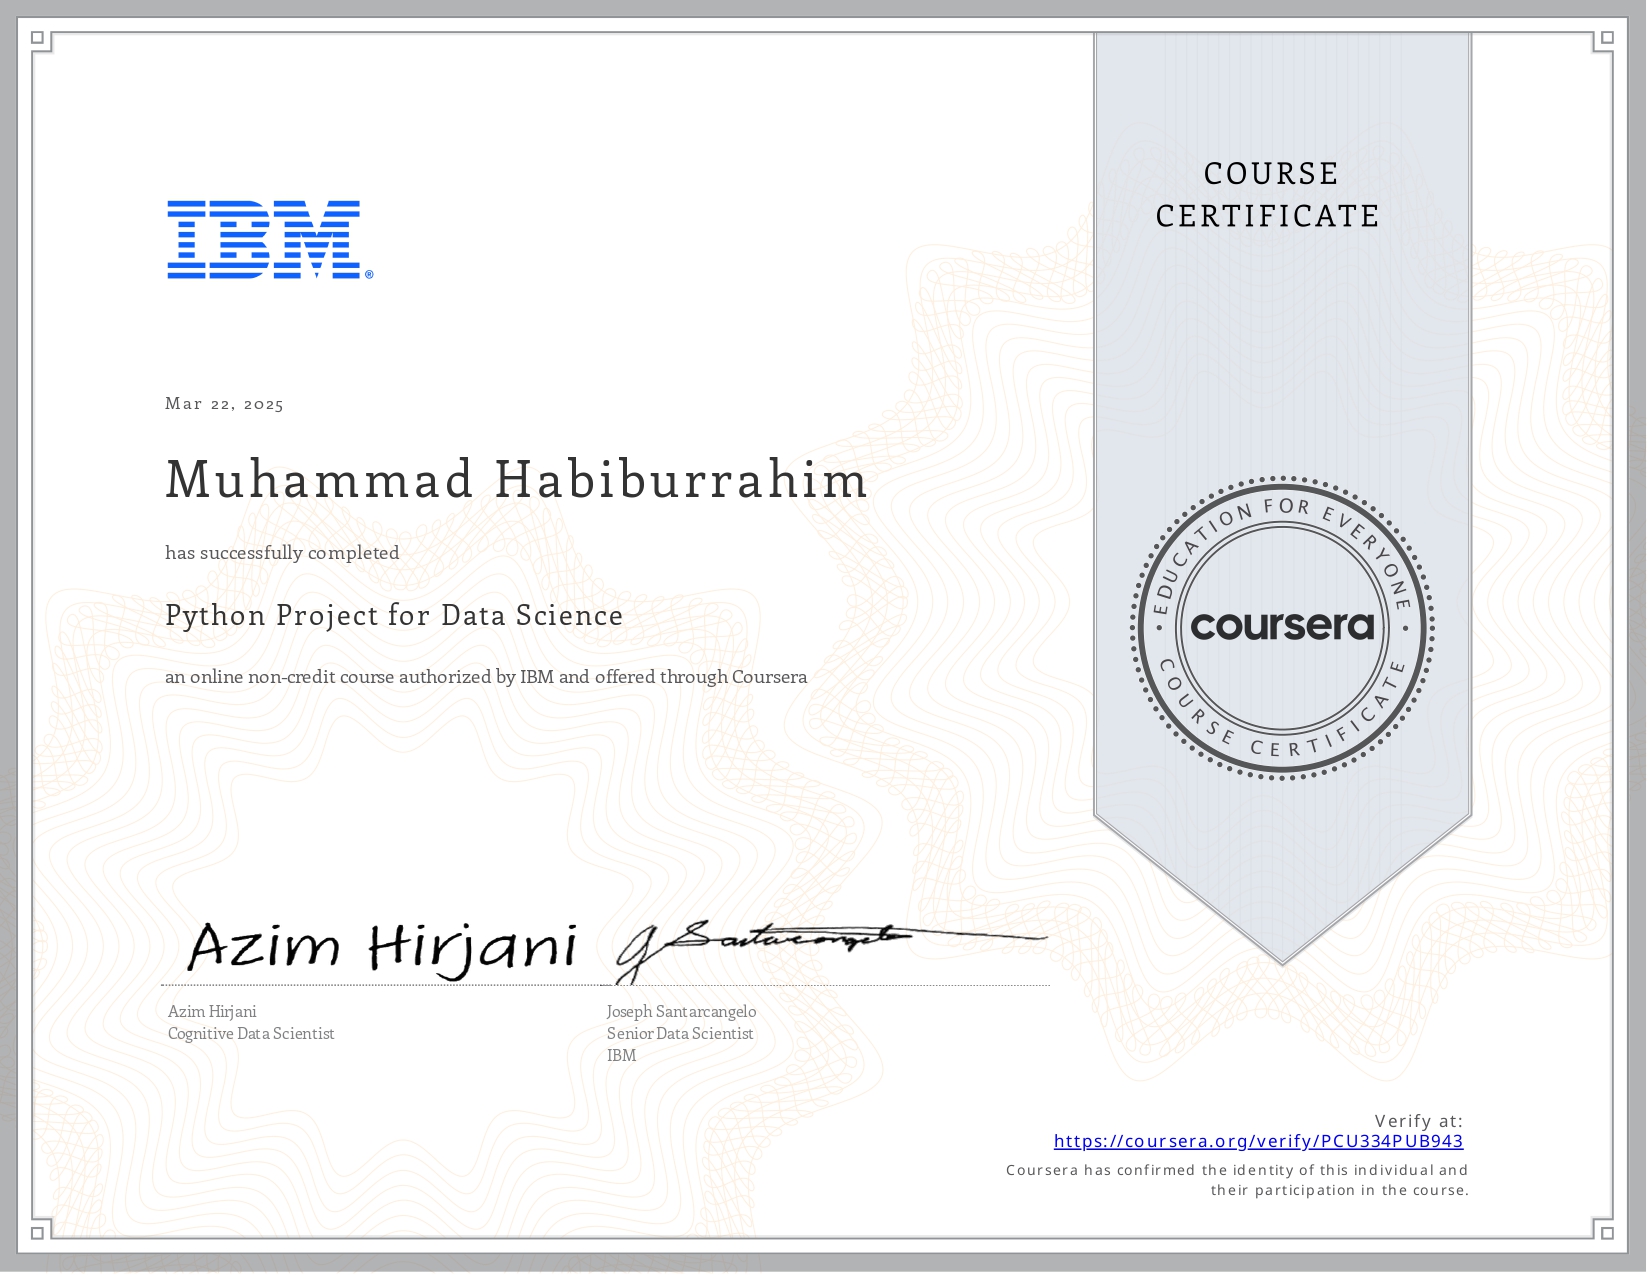 IBM®
COURSE
CERTIFICATE
Mar 22, 2025
Muhammad Habiburrahim
has successfully completed
Python Project for Data Science
an online non-credit course authorized by IBM and offered through Coursera
EDUCATION FOR EVERYONE
coursera
COURSE CERTIFICATE
Azim Hirjani
J Santarcangelo
Azim Hirjani
Cognitive Data Scientist
Joseph Santarcangelo
Senior Data Scientist
IBM
Verify at:
https://coursera.org/verify/PCU334PUB943
Coursera has confirmed the identity of this individual and
their participation in the course.